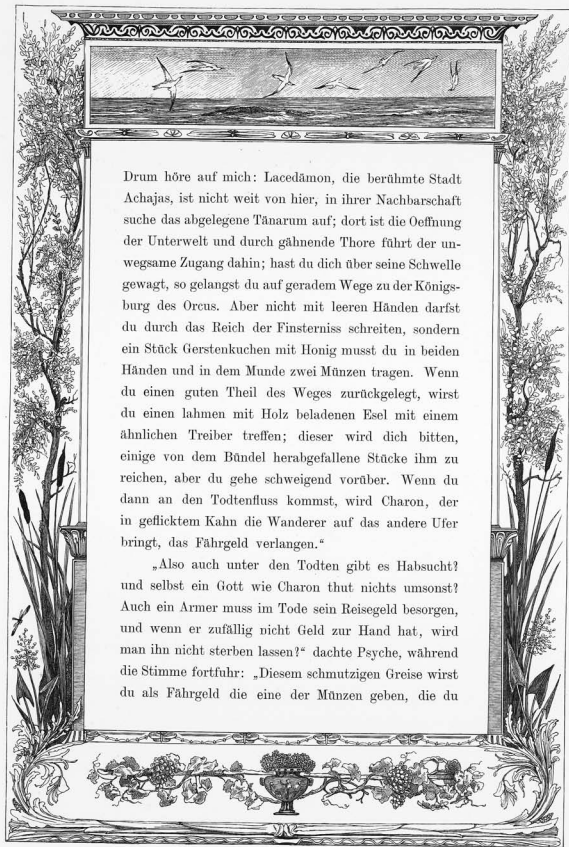 Drum höre auf mich: Lacedämon, die berühmte Stadt
Achajas, ist nicht weit von hier, in ihrer Nachbarschaft
suche das abgelegene Tänarum auf; dort ist die Oeffnung
der Unterwelt und durch gähnende Thore führt der un-
wegsame Zugang dahin; hast du dich über seine Schwelle
gewagt, so gelangst du auf geradem Wege zu der Königs-
burg des Orcus. Aber nicht mit leeren Händen darfst
du durch das Reich der Finsterniss schreiten, sondern
ein Stück Gerstenkuchen mit Honig musst du in beiden
Händen und in dem Munde zwei Münzen tragen. Wenn
du einen guten Theil des Weges zurückgelegt, wirst
du einen lahmen mit Holz beladenen Esel mit einem
ähnlichen Treiber treffen; dieser wird dich bitten,
einige von dem Bündel herabgefallene Stücke ihm zu
reichen, aber du gehe schweigend vorüber. Wenn du
dann an den Todtenfluss kommst, wird Charon, der
in geflicktem Kahn die Wanderer auf das andere Ufer
bringt, das Fährgeld verlangen.“
„Also auch unter den Todten gibt es Habsucht?
und selbst ein Gott wie Charon thut nichts umsonst?
Auch ein Armer muss im Tode sein Reisegeld besorgen,
und wenn er zufällig nicht Geld zur Hand hat, wird
man ihn nicht sterben lassen?“ dachte Psyche, während
die Stimme fortfuhr: „Diesem schmutzigen Greise wirst
du als Fährgeld die eine der Münzen geben, die du